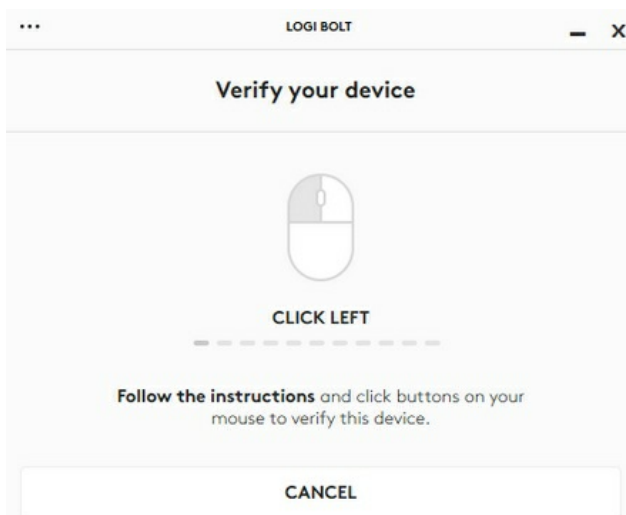 LOGI BOLT
Verify your device
CLICK LEFT
Follow the instructions and click buttons on your
mouse to verify this device.
CANCEL